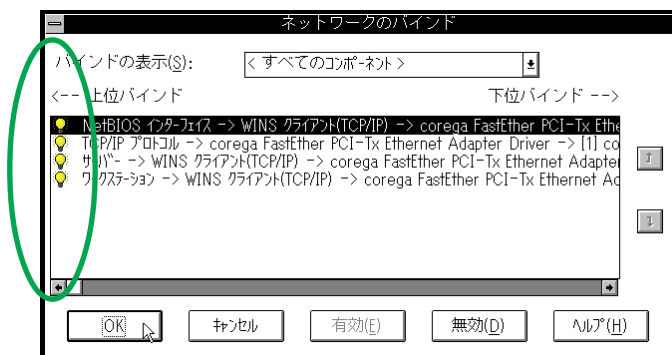 ネットワークのバインド
バインドの表示(S): < すべてのコンポーネント >
<-- 上位バインド 下位バインド -->
NetBIOS インターフェイス -> WINS クライアント(TCP/IP) -> corega FastEther PCI-Tx Ethe
TCP/IP プロトコル -> corega FastEther PCI-Tx Ethernet Adapter Driver -> [1] co
サーバー -> WINS クライアント(TCP/IP) -> corega FastEther PCI-Tx Ethernet Adapter
ワークステーション -> WINS クライアント(TCP/IP) -> corega FastEther PCI-Tx Ethernet Ad
OK キャンセル 有効(E) 無効(D) ヘルプ(H)